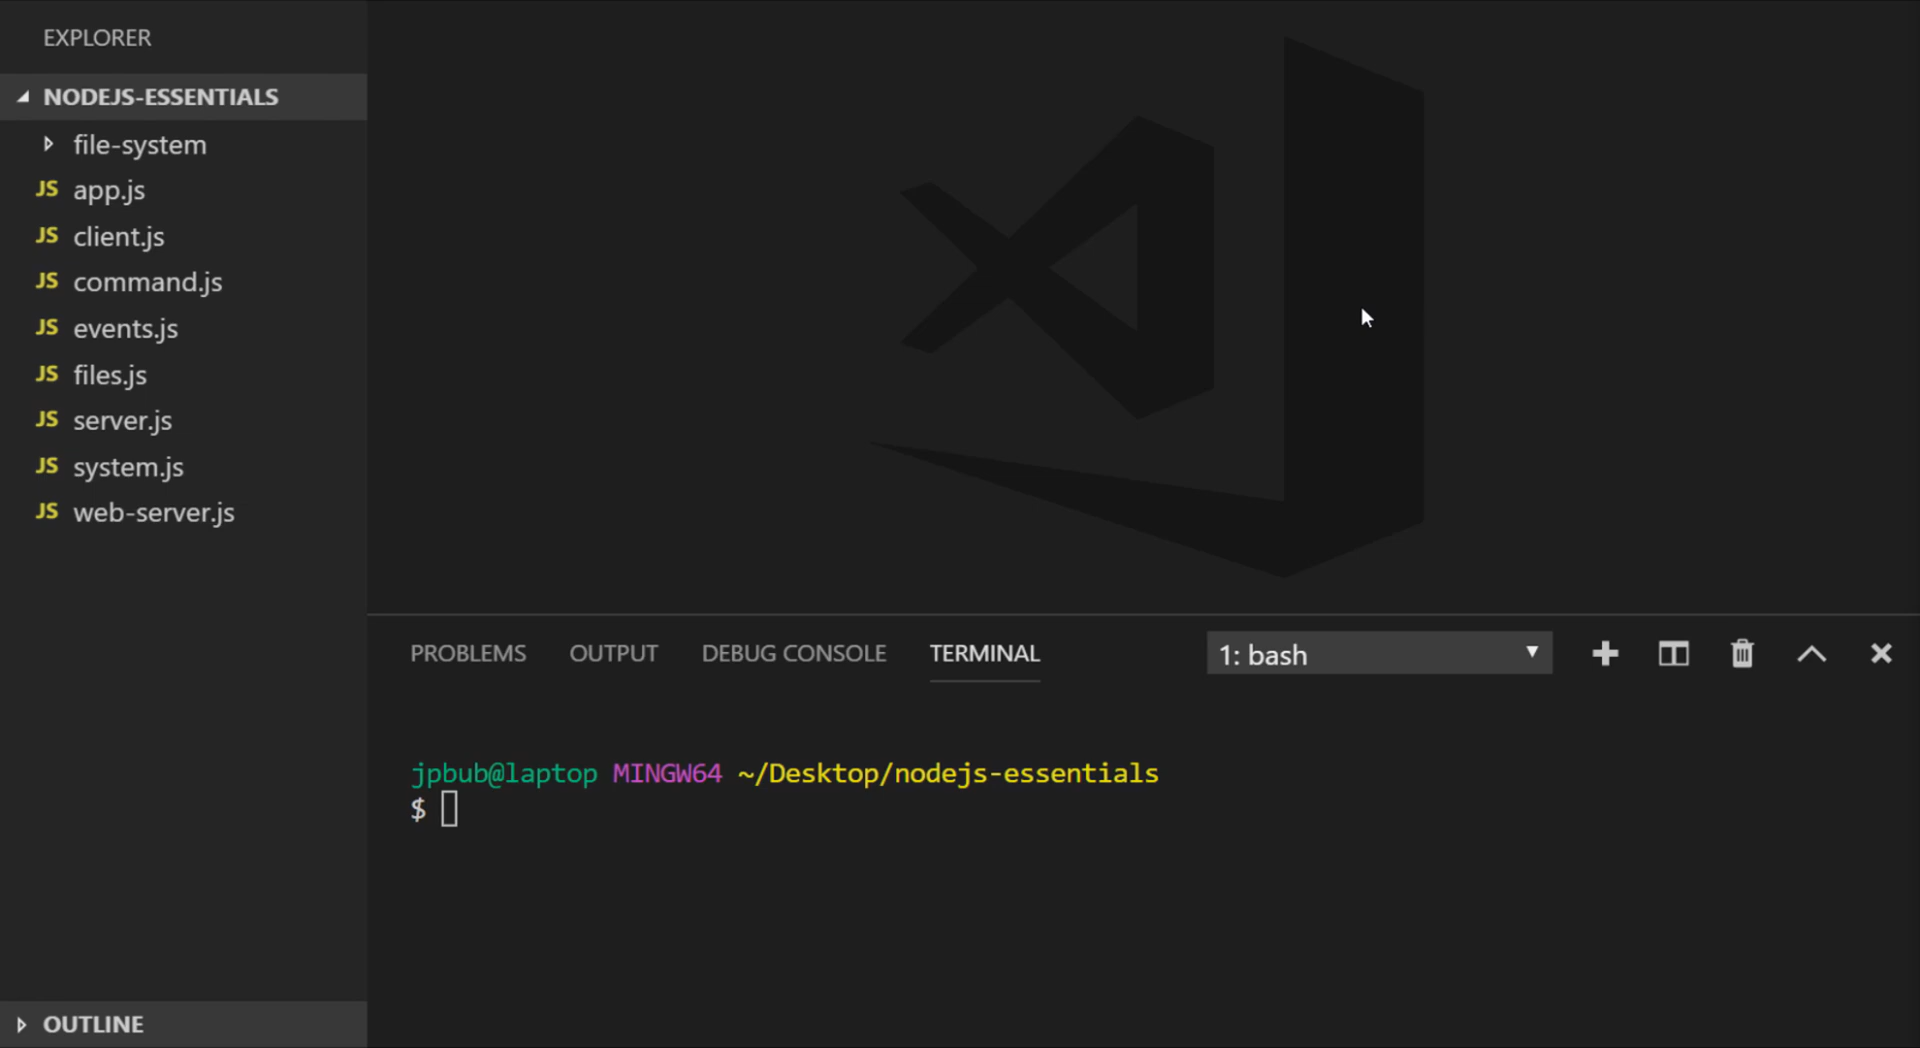 EXPLORER
NODEJS-ESSENTIALS
file-system
JS app.js
JS client.js
JS command.js
JS events.js
JS files.js
JS server.js
JS system.js
JS web-server.js
OUTLINE
PROBLEMS OUTPUT DEBUG CONSOLE TERMINAL 1: bash
jpbub@laptop MINGW64 ~/Desktop/nodejs-essentials
$